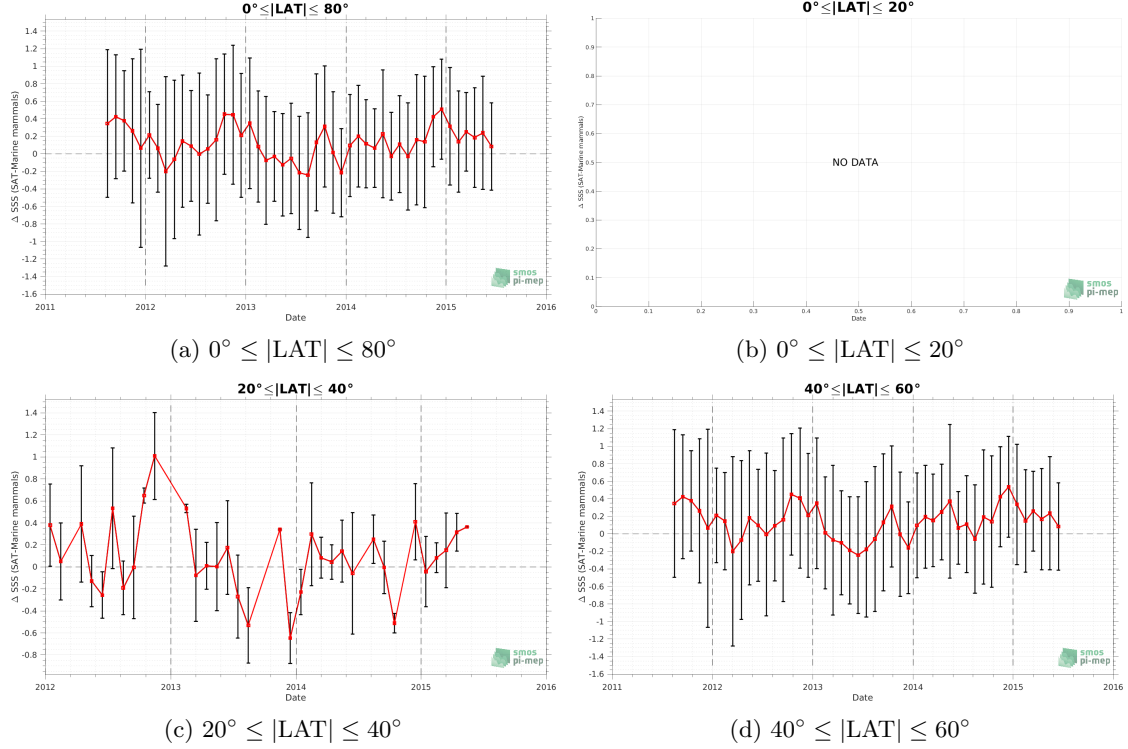 0°≤|LAT|≤ 80°
Δ SSS (SAT-Marine mammals)
1.4
1.2
1
0.8
0.6
0.4
0.2
0
-0.2
-0.4
-0.6
-0.8
-1
-1.2
-1.4
-1.6
2011 2012 2013 2014 2015 2016
Date
smos
pi-mep
(a) 0° ≤ |LAT| ≤ 80°
0°≤|LAT|≤ 20°
Δ SSS (SAT-Marine mammals)
1
0.9
0.8
0.7
0.6
0.5
0.4
0.3
0.2
0.1
0
NO DATA
0 0.1 0.2 0.3 0.4 0.5 0.6 0.7 0.8 0.9 1
Date
smos
pi-mep
(b) 0° ≤ |LAT| ≤ 20°
20°≤|LAT|≤ 40°
Δ SSS (SAT-Marine mammals)
1.4
1.2
1
0.8
0.6
0.4
0.2
0
-0.2
-0.4
-0.6
-0.8
2012 2013 2014 2015 2016
Date
smos
pi-mep
(c) 20° ≤ |LAT| ≤ 40°
40°≤|LAT|≤ 60°
Δ SSS (SAT-Marine mammals)
1.4
1.2
1
0.8
0.6
0.4
0.2
0
-0.2
-0.4
-0.6
-0.8
-1
-1.2
-1.4
-1.6
2011 2012 2013 2014 2015 2016
Date
smos
pi-mep
(d) 40° ≤ |LAT| ≤ 60°